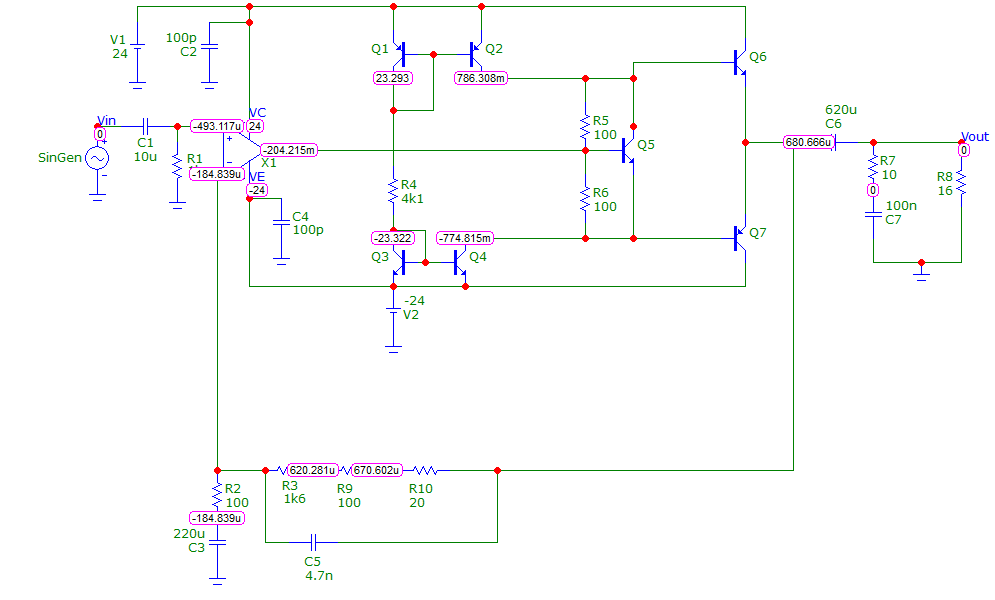 V1
24
100p
C2
Q1
Q2
23.293
786.308m
Q6
Vin
0
SinGen
C1
10u
-493.117u
VC
24
R1
-184.839u
X1
-204.215m
VE
-24
C4
100p
R5
100
Q5
R6
100
R4
4k1
-23.322
-774.815m
Q3
Q4
Q7
-24
V2
620u
C6
680.666u
Vout
0
R7
10
0
R8
16
100n
C7
620.281u
670.602u
R3
1k6
R9
100
R10
20
R2
100
-184.839u
220u
C3
C5
4.7n